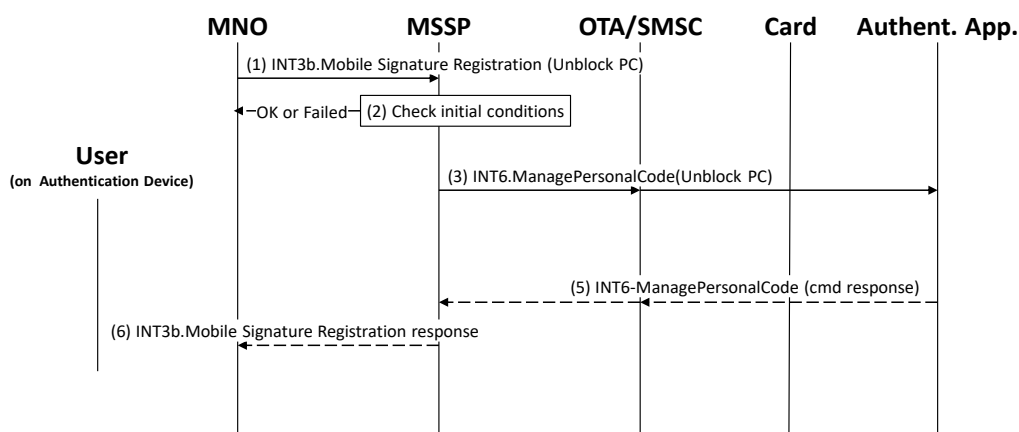 MNO MSSP OTA/SMSC Card Authent. App.
(1) INT3b.Mobile Signature Registration (Unblock PC)
OK or Failed (2) Check initial conditions
User
(on Authentication Device)
(3) INT6.ManagePersonalCode(Unblock PC)
(5) INT6-ManagePersonalCode (cmd response)
(6) INT3b.Mobile Signature Registration response